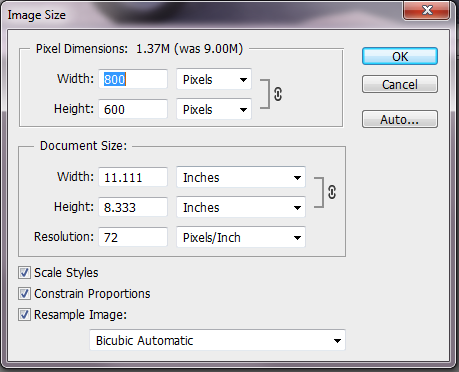 Image Size
Pixel Dimensions: 1.37M (was 9.00M)
OK
Width: 800 Pixels
Cancel
Height: 600 Pixels
Auto...
Document Size:
Width: 11.111 Inches
Height: 8.333 Inches
Resolution: 72 Pixels/Inch
Scale Styles
Constrain Proportions
Resample Image:
Bicubic Automatic